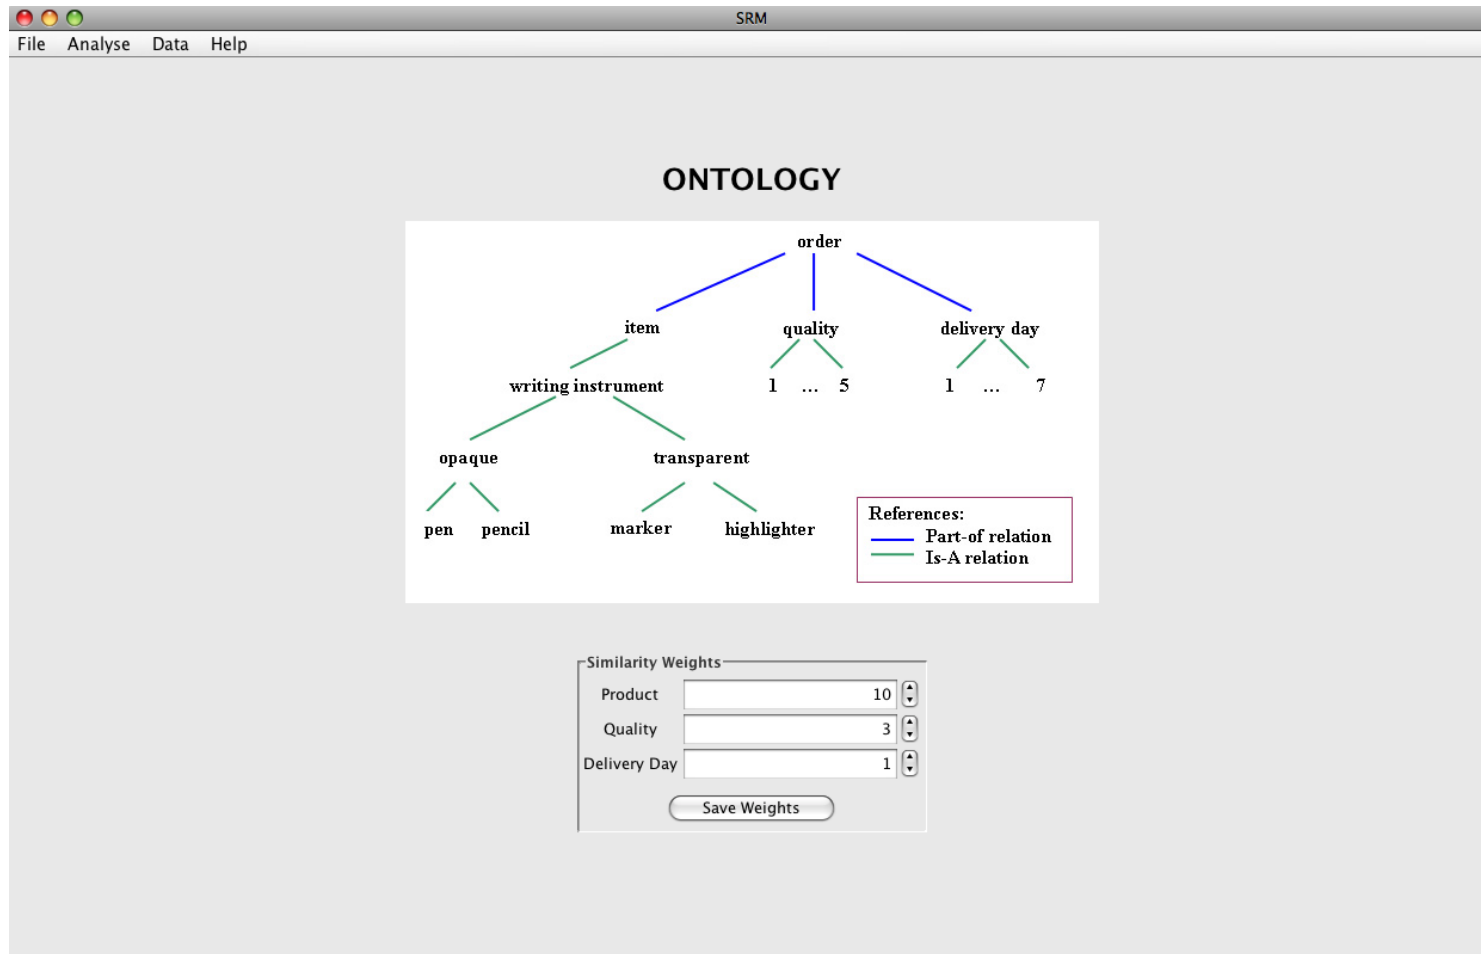 SRM
File Analyse Data Help
ONTOLOGY
order
item quality delivery day
writing instrument 1 ... 5 1 ... 7
opaque transparent
pen pencil marker highlighter
References:
Part-of relation
Is-A relation
Similarity Weights
Product 10
Quality 3
Delivery Day 1
Save Weights